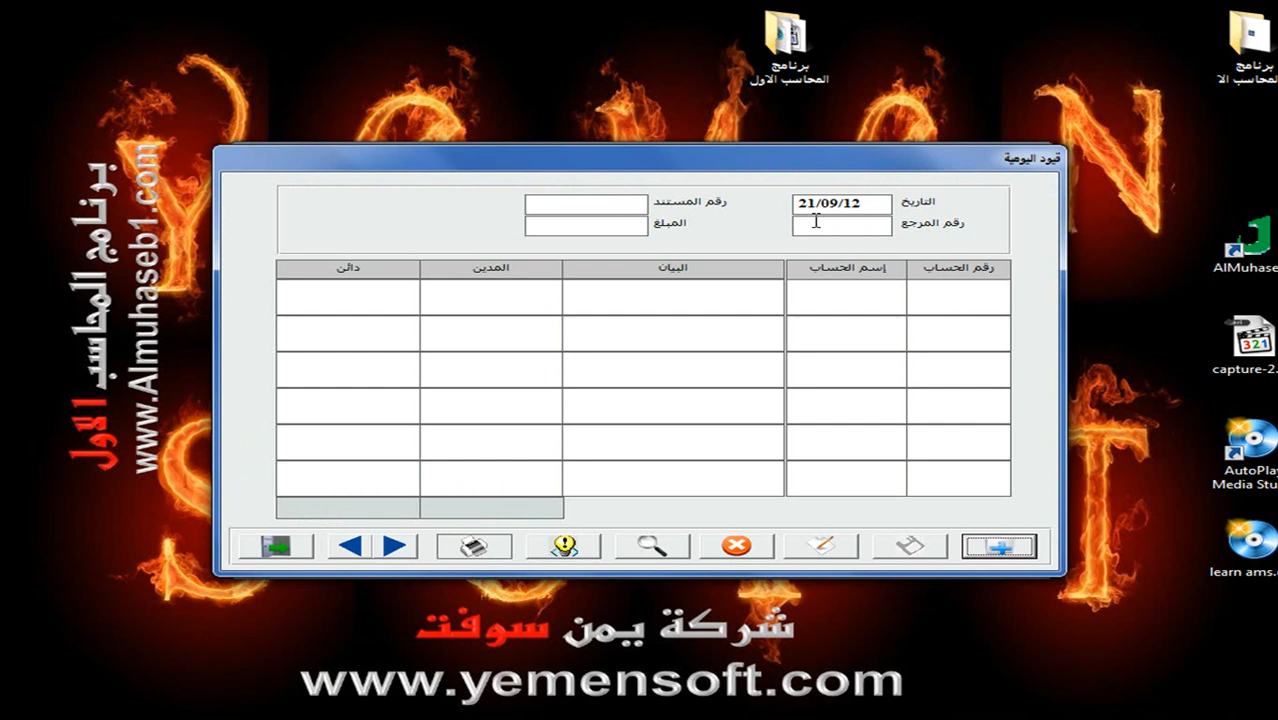 برنامج
المحاسب الاول
برنامج
المحاسب الا
برنامج المحاسب الاول
www.Almuhaseb1.com
قيود اليومية
التاريخ
21/09/12
رقم المستند
رقم المرجع
المبلغ
رقم الحساب
إسم الحساب
البيان
المدين
دائن
AlMuhase
321
capture-2.
AutoPlay
Media Stu
learn ams.
شركة يمن سوفت
www.yemensoft.com